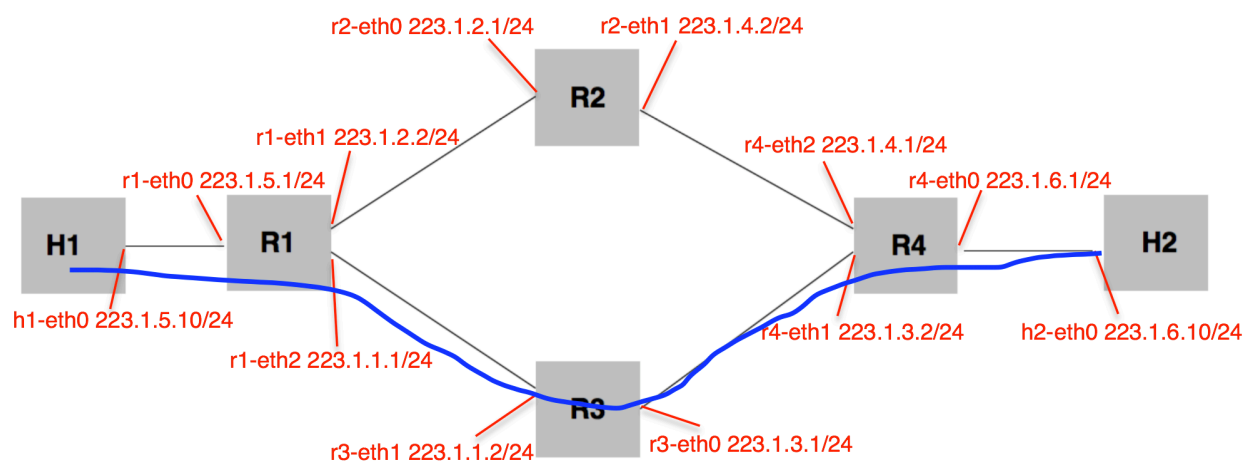 r2-eth0 223.1.2.1/24
r2-eth1 223.1.4.2/24
R2
r1-eth1 223.1.2.2/24
r4-eth2 223.1.4.1/24
r1-eth0 223.1.5.1/24
r4-eth0 223.1.6.1/24
H1
R1
R4
H2
h1-eth0 223.1.5.10/24
r1-eth2 223.1.1.1/24
r4-eth1 223.1.3.2/24
h2-eth0 223.1.6.10/24
R3
r3-eth1 223.1.1.2/24
r3-eth0 223.1.3.1/24